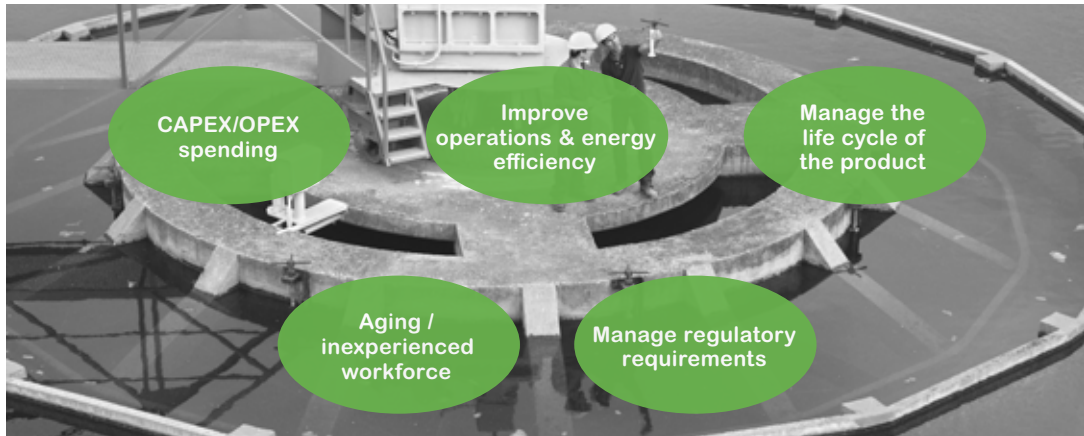 CAPEX/OPEX
spending
Improve
operations & energy
efficiency
Manage the
life cycle of
the product
Aging /
inexperienced
workforce
Manage regulatory
requirements